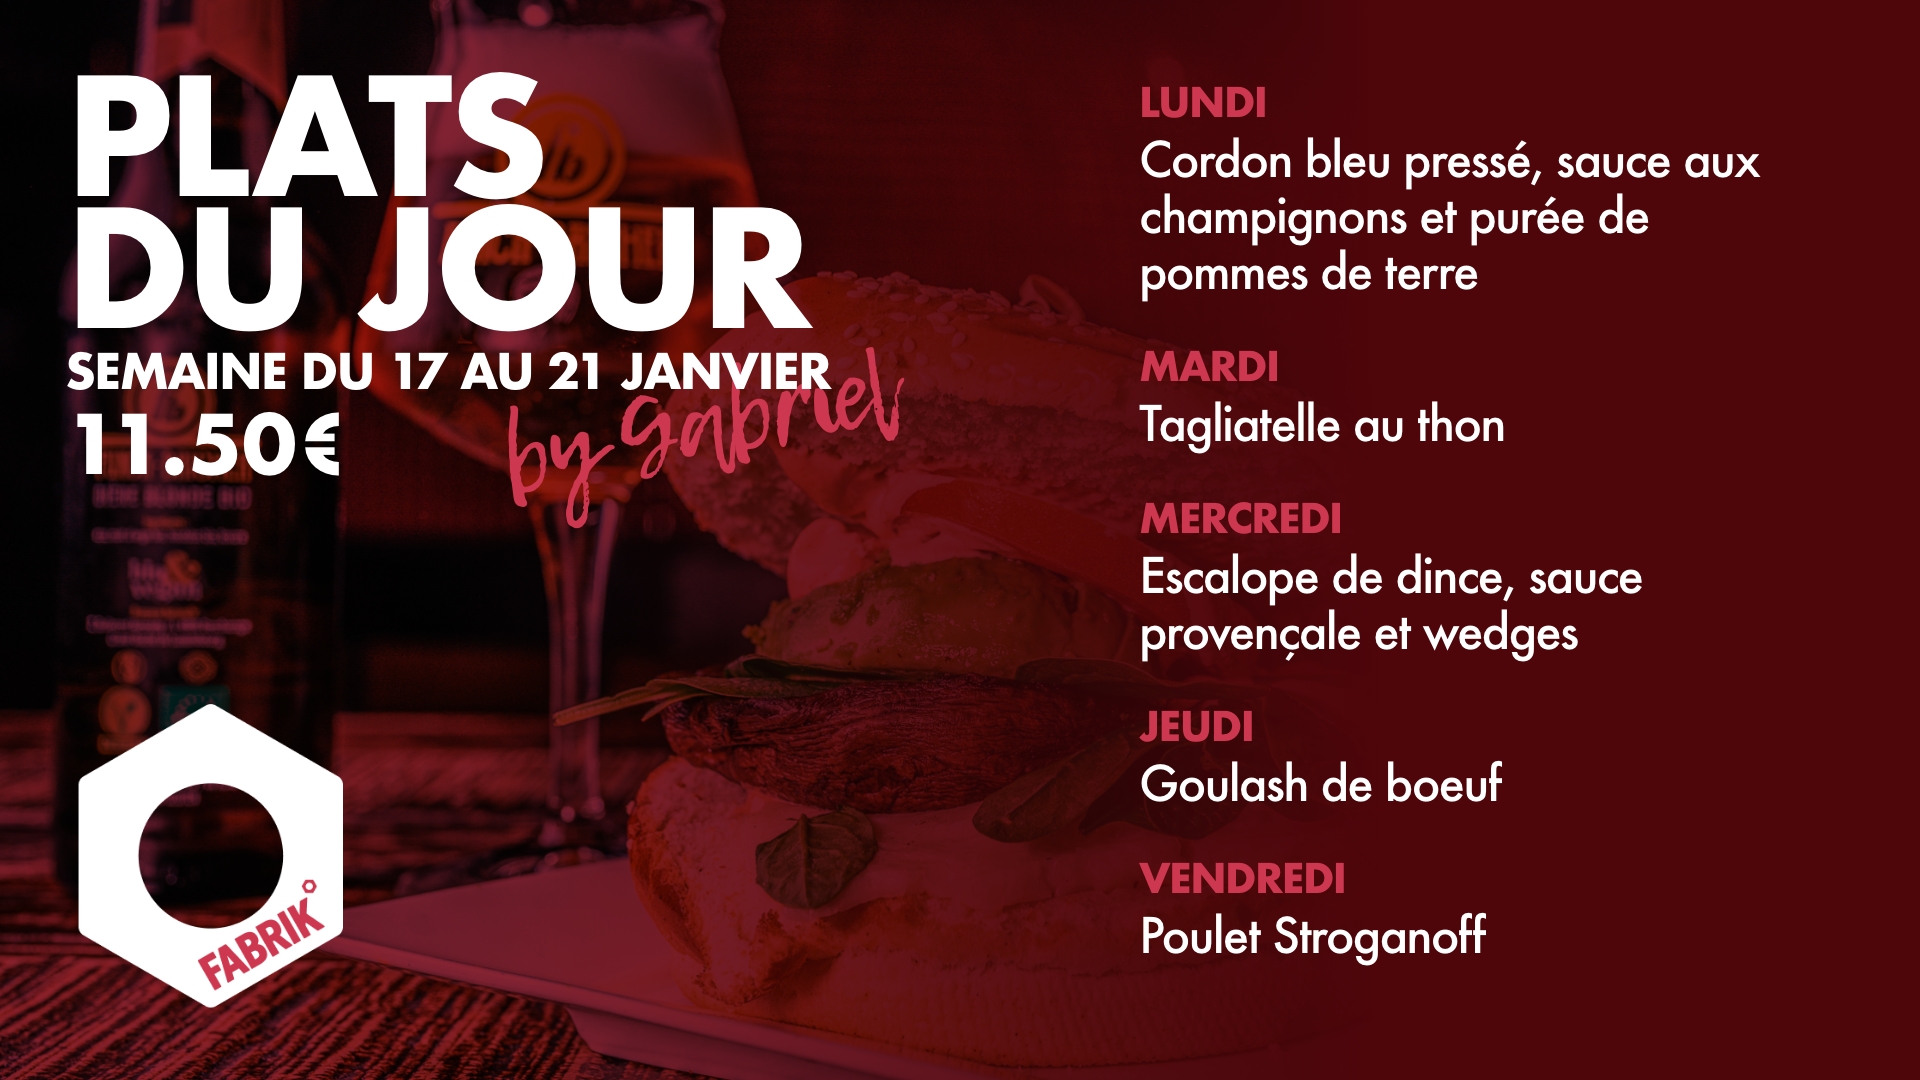 PLATS
DU JOUR
SEMAINE DU 17 AU 21 JANVIER
11.50€
by gabriel
FABRIK
LUNDI
Cordon bleu pressé, sauce aux
champignons et purée de
pommes de terre
MARDI
Tagliatelle au thon
MERCREDI
Escalope de dince, sauce
provençale et wedges
JEUDI
Goulash de boeuf
VENDREDI
Poulet Stroganoff